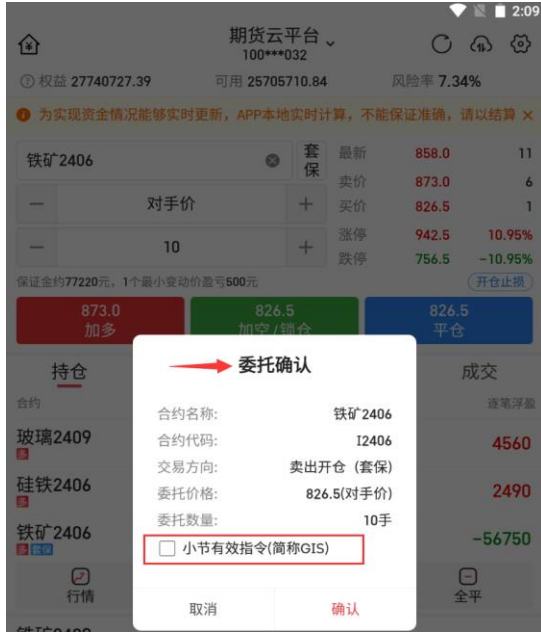 2:09
期货云平台
100***032
权益 27740727.39 可用 25705710.84 风险率 7.34%
为实现资金情况能够实时更新，APP本地实时计算，不能保证准确，请以结算
铁矿2406 套保
最新 858.0 11
卖价 873.0 6
对手价
买价 826.5 1
涨停 942.5 10.95%
10
跌停 756.5 -10.95%
保证金约77220元，1个最小变动价盈亏500元 开仓止损
873.0 826.5 826.5
加多 加空/锁仓 平仓
持仓 成交
合约 逐笔浮盈
玻璃2409 4560
多
硅铁2406 2490
多
铁矿2406 -56750
多 套保
行情 全平
委托确认
合约名称: 铁矿2406
合约代码: I2406
交易方向: 卖出开仓（套保）
委托价格: 826.5(对手价)
委托数量: 10手
小节有效指令(简称GIS)
取消 确认